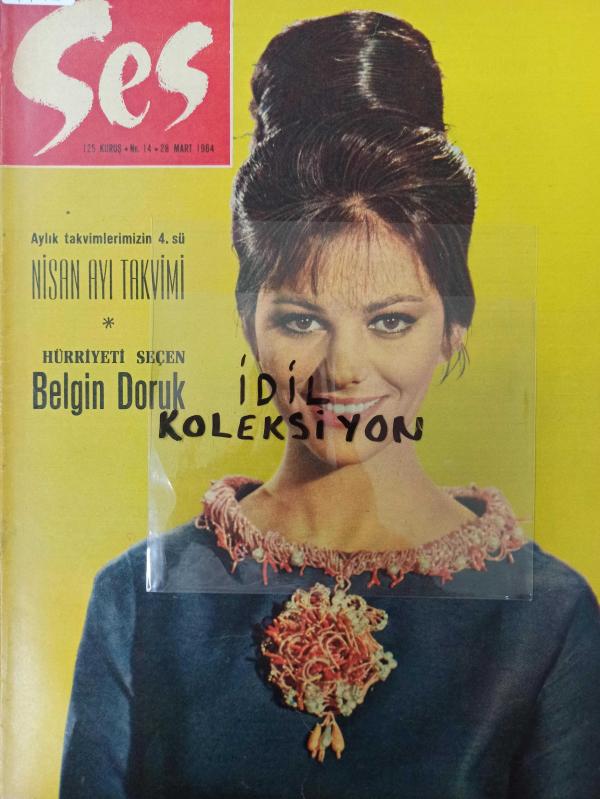 Ses
125 KURUŞ • No. 14 • 28 MART 1964
Aylık takvimlerimizin 4. sü
NİSAN AYI TAKVİMİ
*
HÜRRİYETİ SEÇEN
Belgin Doruk
İDİL
KOLEKSİYON